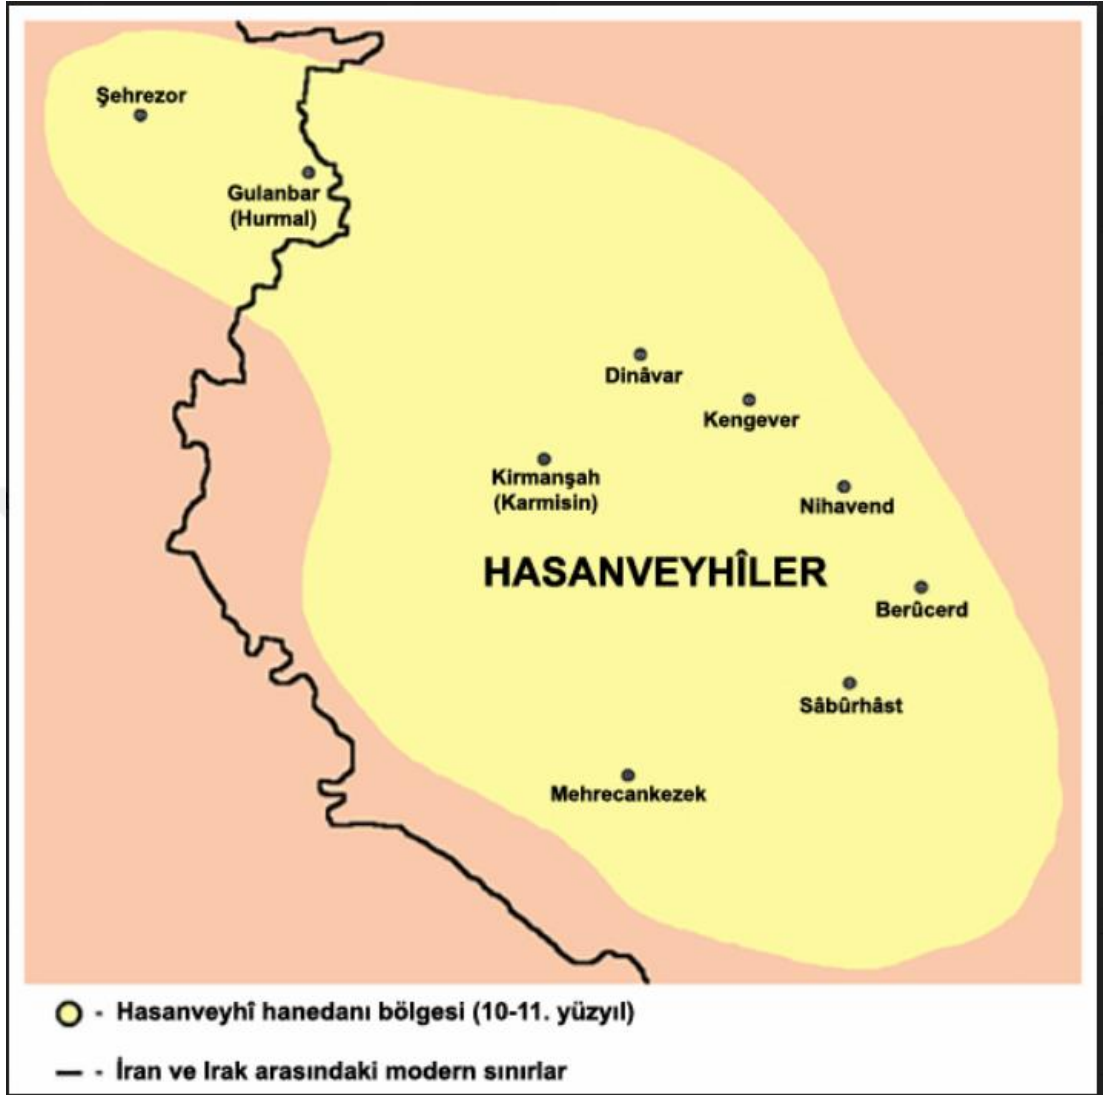 Şehrezor
Gulanbar
(Hurmal)
Dinâvar
Kengever
Kirmanşah
(Karmisin)
Nihavend
HASANVEYHÎLER
Berûcerd
Sâbûrhâst
Mehrecankezek
- Hasanveyhî hanedanı bölgesi (10-11. yüzyıl)
- İran ve Irak arasındaki modern sınırlar